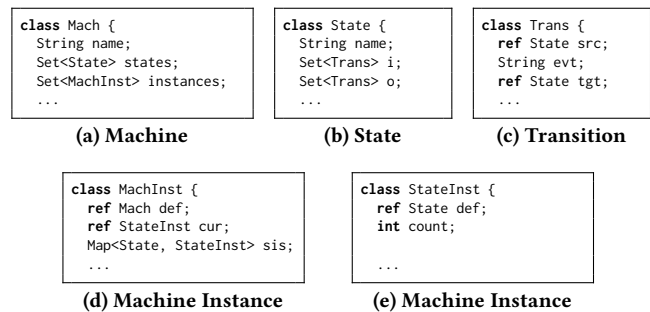 class Mach {
  String name;
  Set<State> states;
  Set<MachInst> instances;
  ...
(a) Machine
class State {
  String name;
  Set<Trans> i;
  Set<Trans> o;
  ...
(b) State
class Trans {
  ref State src;
  String evt;
  ref State tgt;
  ...
(c) Transition
class MachInst {
  ref Mach def;
  ref StateInst cur;
  Map<State, StateInst> sis;
  ...
(d) Machine Instance
class StateInst {
  ref State def;
  int count;
  ...
(e) Machine Instance